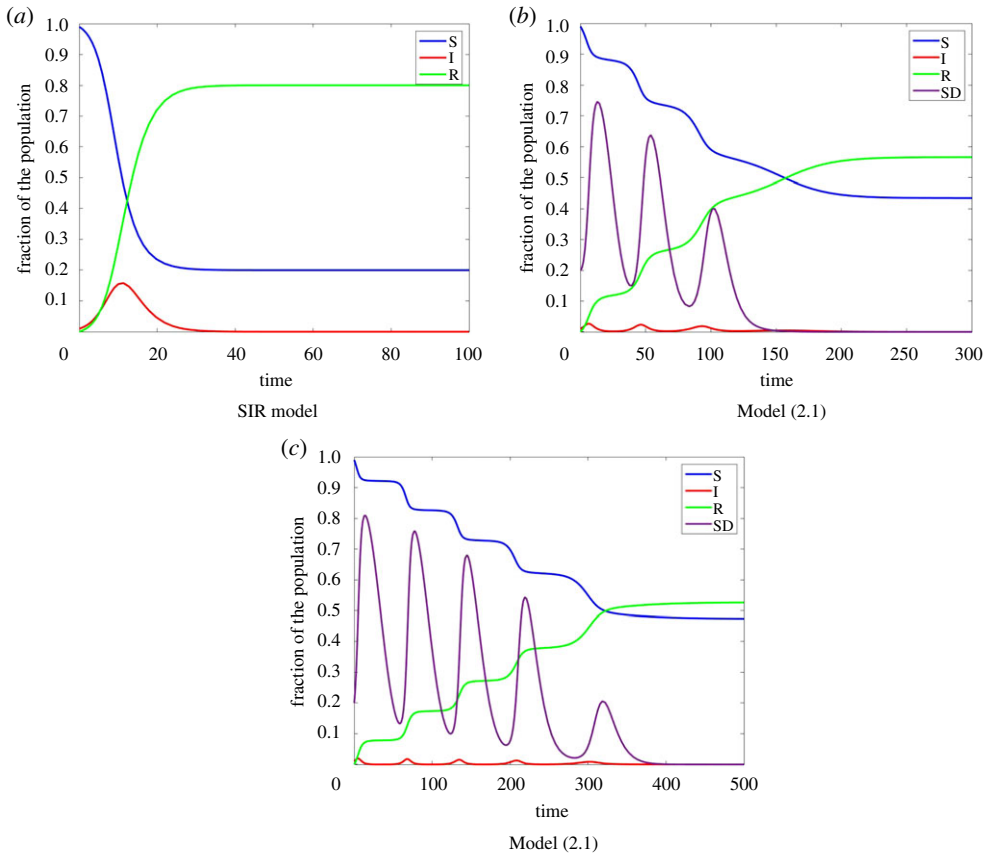 (a)
1.0
0.9
0.8
0.7
0.6
0.5
0.4
0.3
0.2
0.1
fraction of the population
S
I
R
0 20 40 60 80 100
time
SIR model
(b)
1.0
0.9
0.8
0.7
0.6
0.5
0.4
0.3
0.2
0.1
fraction of the population
S
I
R
SD
0 50 100 150 200 250 300
time
Model (2.1)
(c)
1.0
0.9
0.8
0.7
0.6
0.5
0.4
0.3
0.2
0.1
fraction of the population
S
I
R
SD
0 100 200 300 400 500
time
Model (2.1)